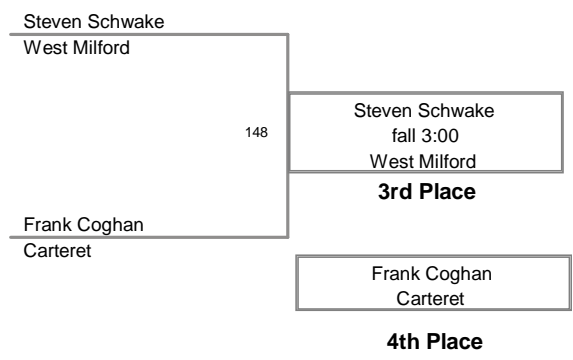 Steven Schwake
West Milford
148
Steven Schwake
fall 3:00
West Milford
3rd Place
Frank Coghan
Carteret
Frank Coghan
Carteret
4th Place